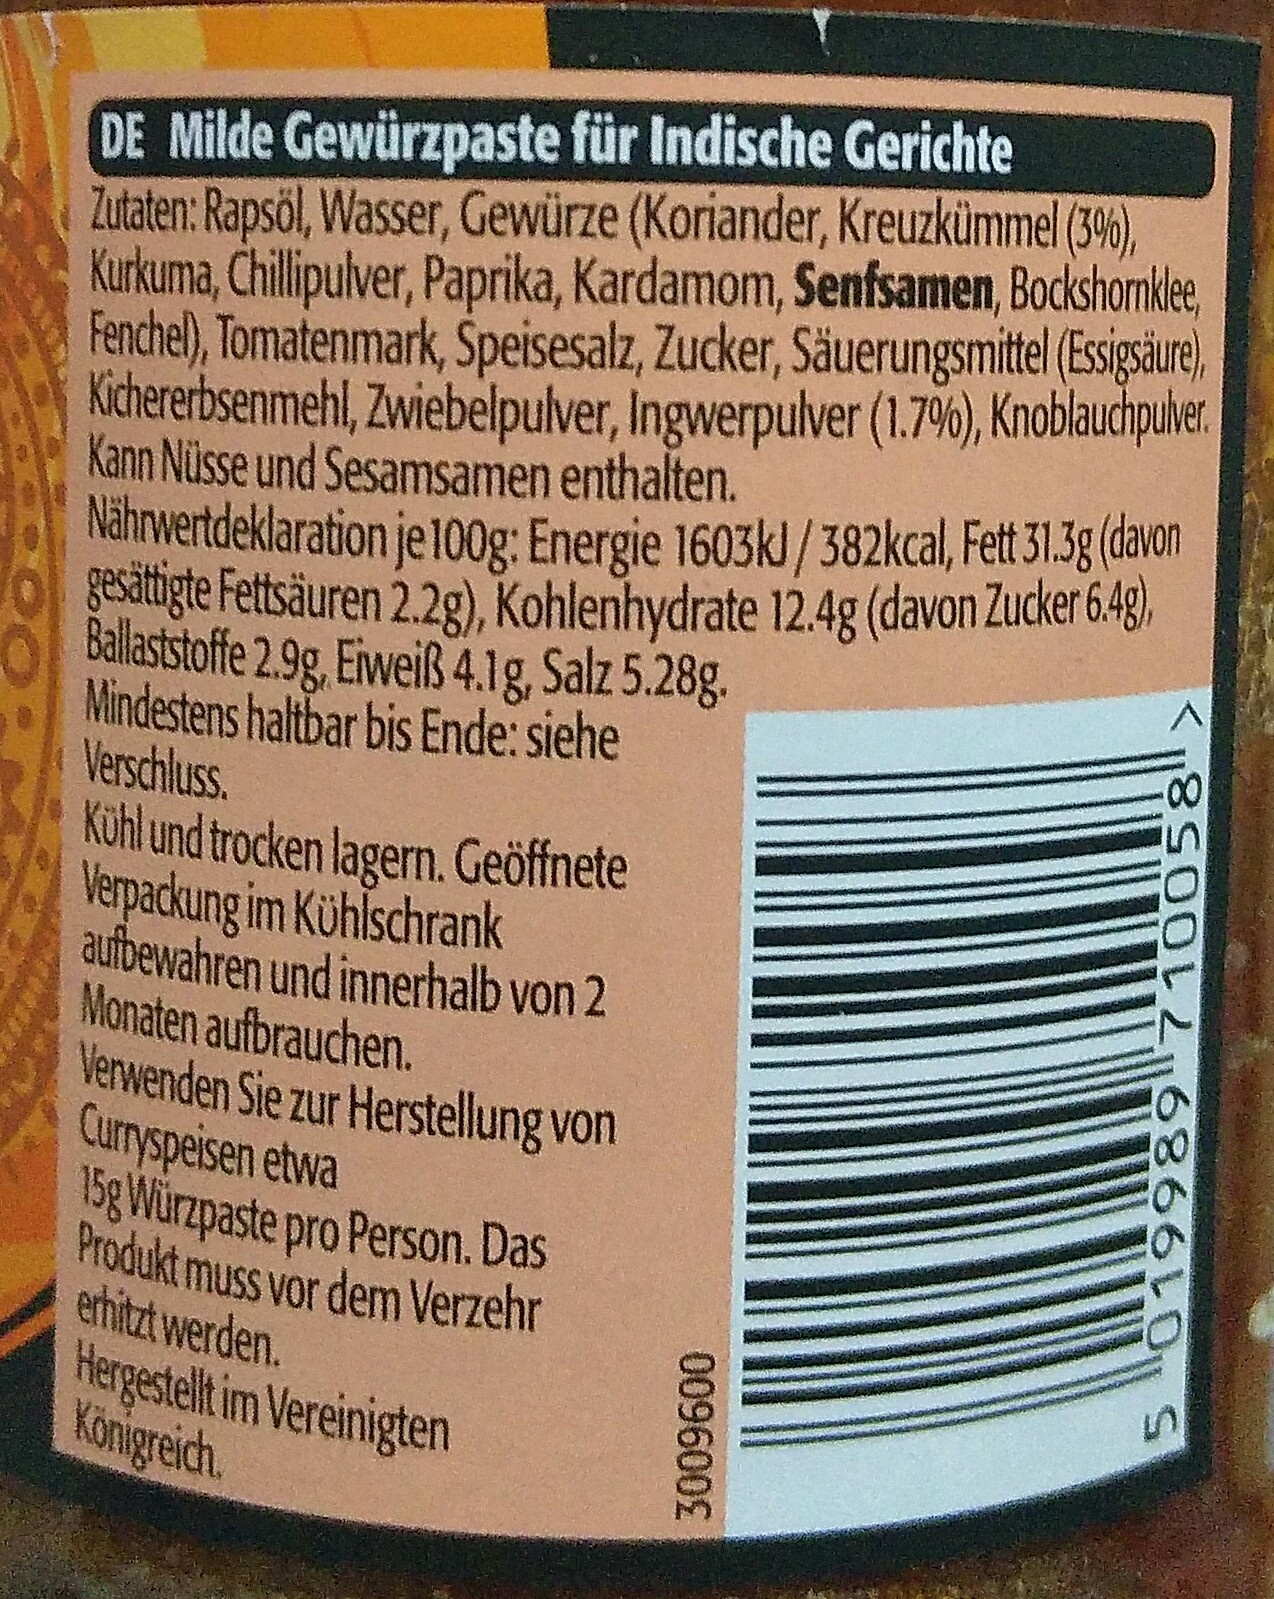 DE Milde Gewürzpaste für Indische Gerichte
Zutaten: Rapsöl, Wasser, Gewürze (Koriander, Kreuzkümmel (3%),
Kurkuma, Chillipulver, Paprika, Kardamom, Senfsamen, Bockshornklee,
Fenchel), Tomatenmark, Speisesalz, Zucker, Säuerungsmittel (Essigsäure),
Kichererbsenmehl, Zwiebelpulver, Ingwerpulver (1.7%), Knoblauchpulver.
Kann Nüsse und Sesamsamen enthalten.
Nährwertdeklaration je 100g: Energie 1603kJ / 382kcal, Fett 31.3g (davon
gesättigte Fettsäuren 2.2g), Kohlenhydrate 12.4g (davon Zucker 6.4g),
Ballaststoffe 2.9g, Eiweiß 4.1g, Salz 5.28g.
Mindestens haltbar bis Ende: siehe
Verschluss.
Kühl und trocken lagern. Geöffnete
Verpackung im Kühlschrank
aufbewahren und innerhalb von 2
Monaten aufbrauchen.
Verwenden Sie zur Herstellung von
Curryspeisen etwa
15g Würzpaste pro Person. Das
Produkt muss vor dem Verzehr
erhitzt werden.
Hergestellt im Vereinigten
Königreich.
3009600
5 019989 710058 >